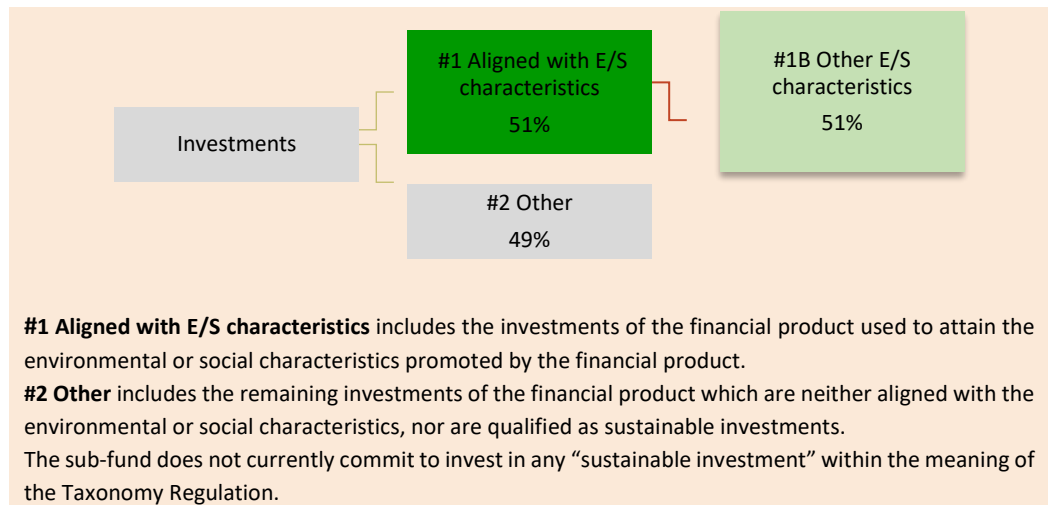 #1 Aligned with E/S
characteristics
51%
#1B Other E/S
characteristics
51%
Investments
#2 Other
49%
#1 Aligned with E/S characteristics includes the investments of the financial product used to attain the
environmental or social characteristics promoted by the financial product.
#2 Other includes the remaining investments of the financial product which are neither aligned with the
environmental or social characteristics, nor are qualified as sustainable investments.
The sub-fund does not currently commit to invest in any “sustainable investment” within the meaning of
the Taxonomy Regulation.